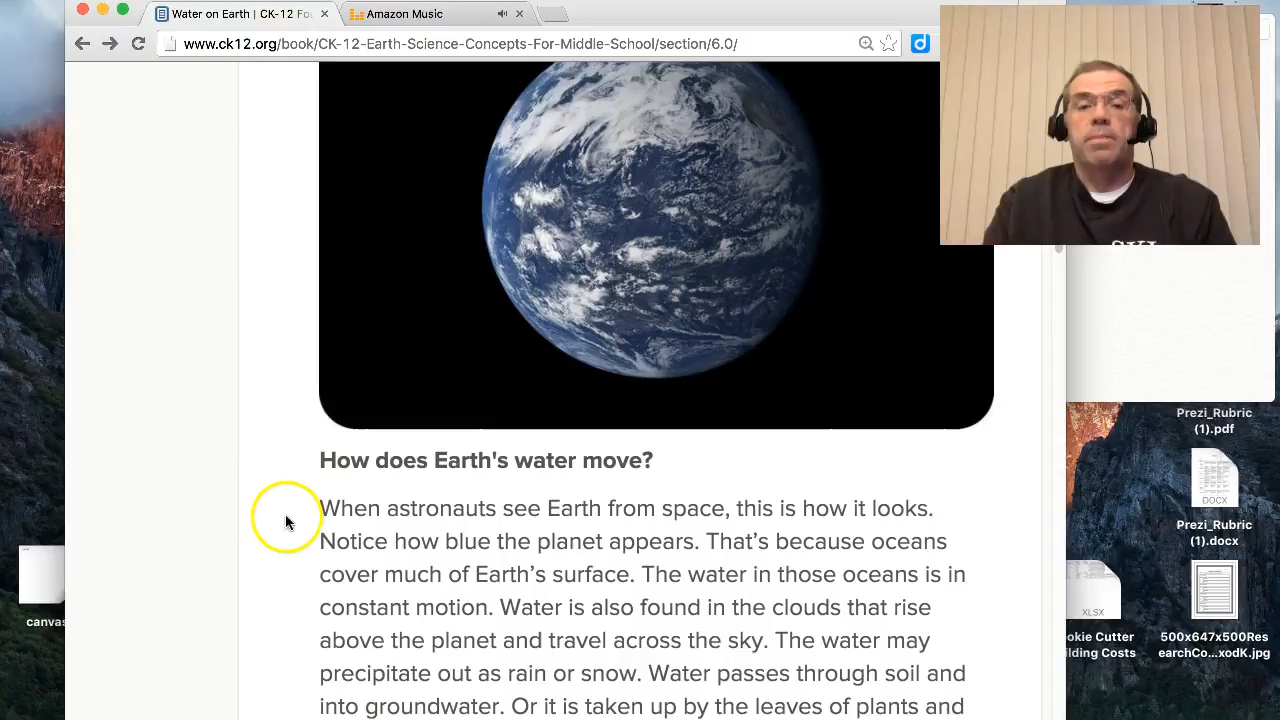 Water on Earth | CK-12 Fou
Amazon Music
www.ck12.org/book/CK-12-Earth-Science-Concepts-For-Middle-School/section/6.0/
How does Earth's water move?
When astronauts see Earth from space, this is how it looks.
Notice how blue the planet appears. That’s because oceans
cover much of Earth’s surface. The water in those oceans is in
constant motion. Water is also found in the clouds that rise
above the planet and travel across the sky. The water may
precipitate out as rain or snow. Water passes through soil and
into groundwater. Or it is taken up by the leaves of plants and
Prezi_Rubric
(1).pdf
DOCX
Prezi_Rubric
(1).docx
XLSX
okie Cutter
ilding Costs
500x647x500Res
earchCo...xodK.jpg
canvas